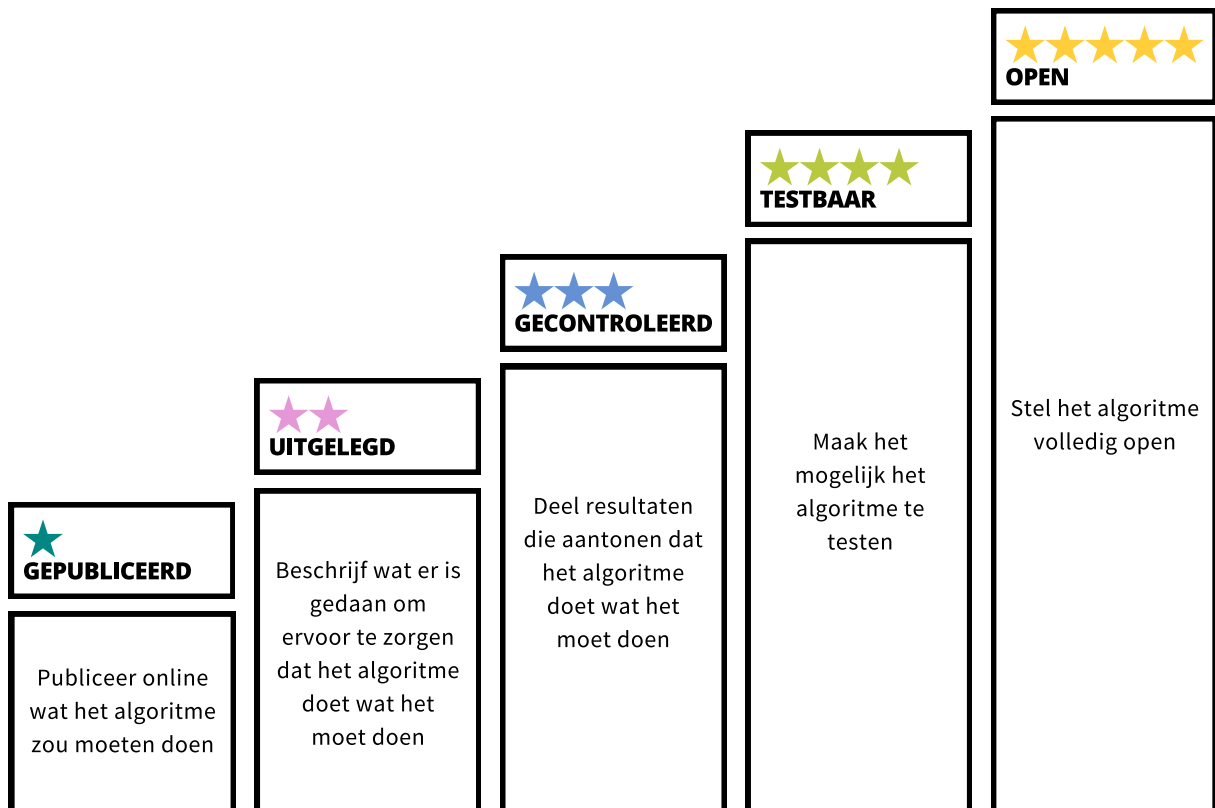 GEPUBLICEERD
Publiceer online
wat het algoritme
zou moeten doen
UITGELEGD
Beschrijf wat er is
gedaan om
ervoor te zorgen
dat het algoritme
doet wat het
moet doen
GECONTROLEERD
Deel resultaten
die aantonen dat
het algoritme
doet wat het
moet doen
TESTBAAR
Maak het
mogelijk het
algoritme te
testen
OPEN
Stel het algoritme
volledig open